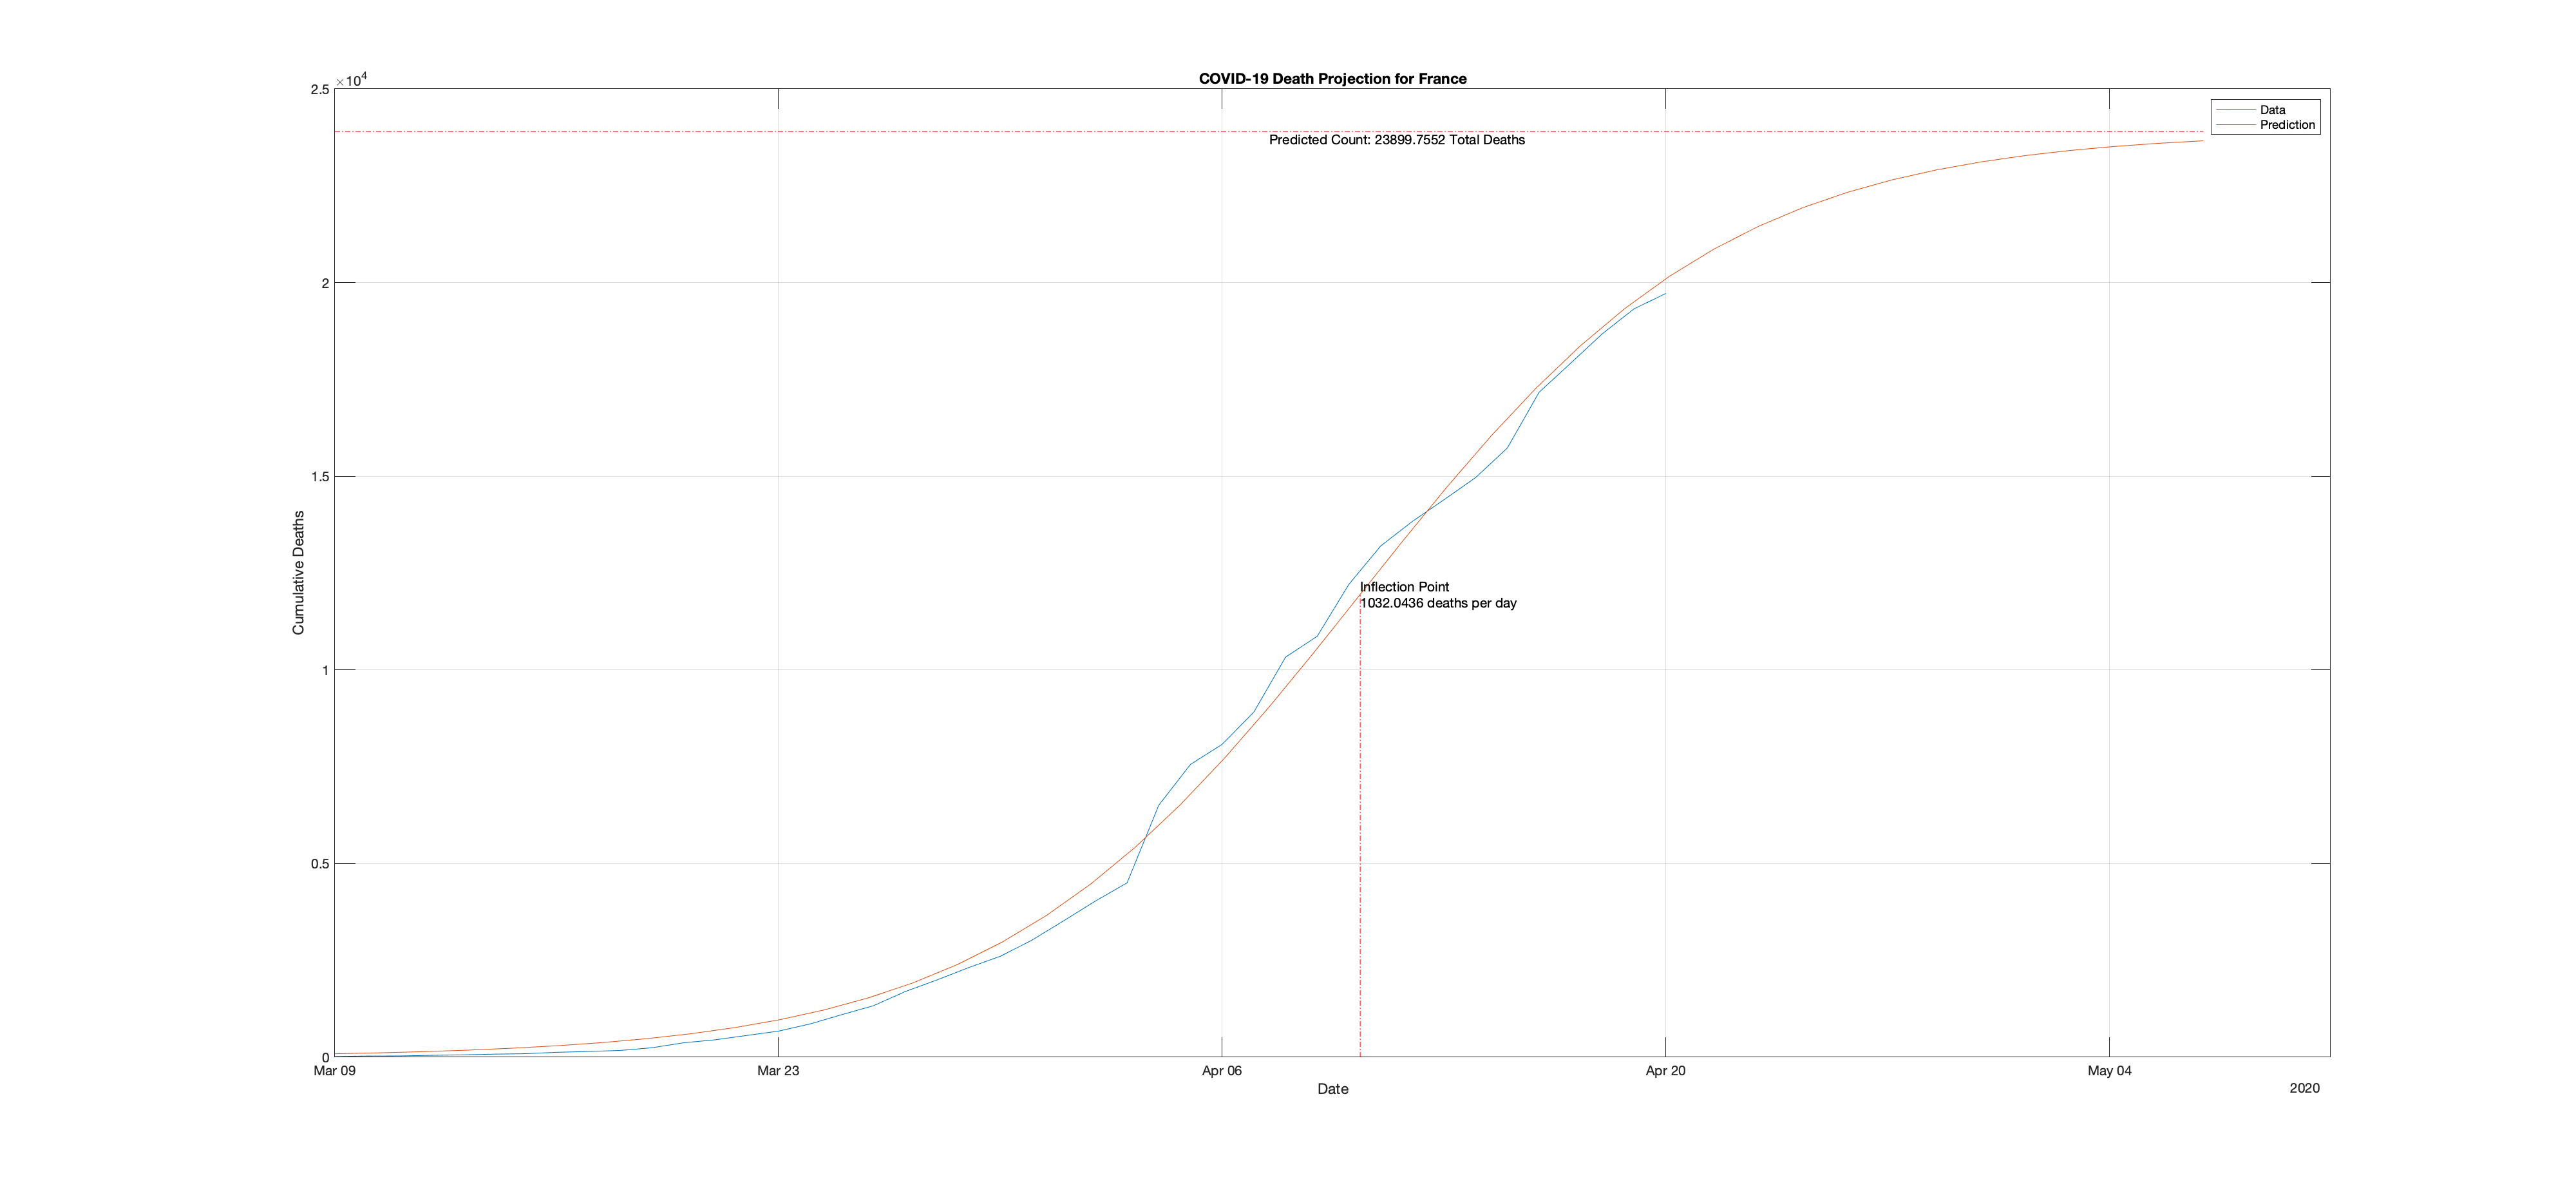 COVID-19 Death Projection for France
×10^4
2.5
2
1.5
1
0.5
0
Cumulative Deaths
Data
Prediction
Predicted Count: 23899.7552 Total Deaths
Inflection Point
1032.0436 deaths per day
Mar 09 Mar 23 Apr 06 Apr 20 May 04
Date
2020